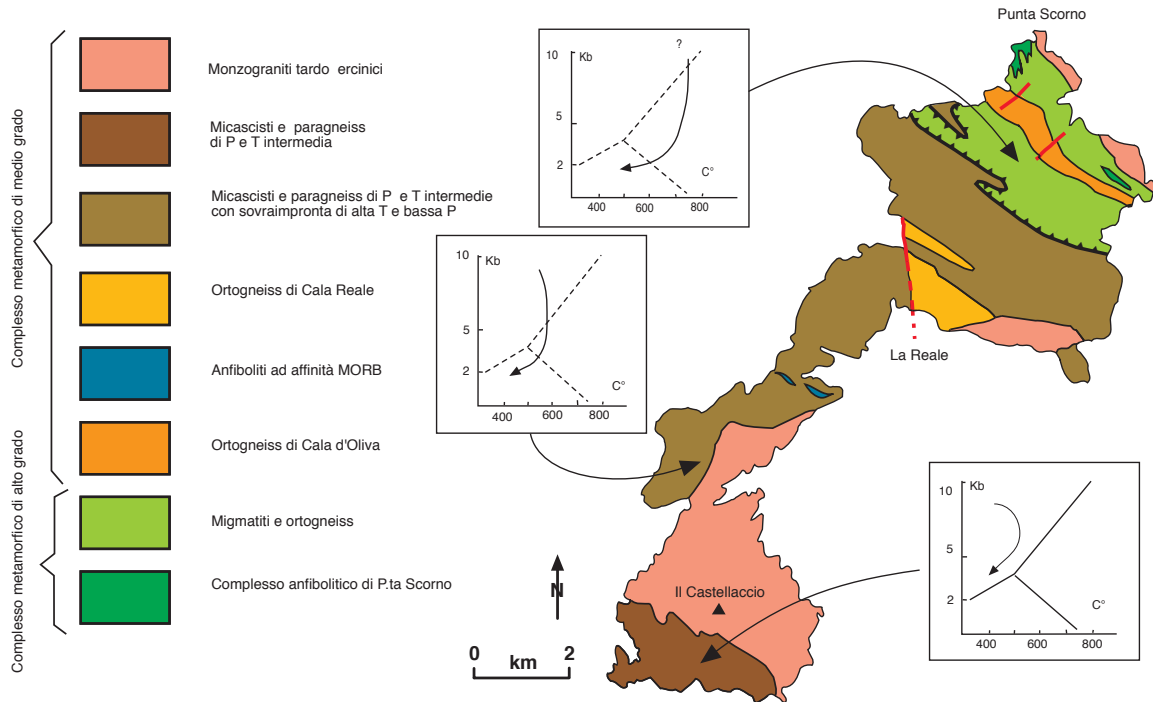 Complesso metamorfico di medio grado
Complesso metamorfico di alto grado
Monzograniti tardo ercinici
Micascisti e paragneiss
di P e T intermedia
Micascisti e paragneiss di P e T intermedie
con sovraimpronta di alta T e bassa P
Ortogneiss di Cala Reale
Anfiboliti ad affinità MORB
Ortogneiss di Cala d'Oliva
Migmatiti e ortogneiss
Complesso anfibolitico di P.ta Scorno
10
Kb
?
5
2
C°
400
600
800
10
Kb
5
2
C°
400
600
800
Punta Scorno
La Reale
Il Castellaccio
N
0
km
2
10
Kb
5
2
C°
400
600
800